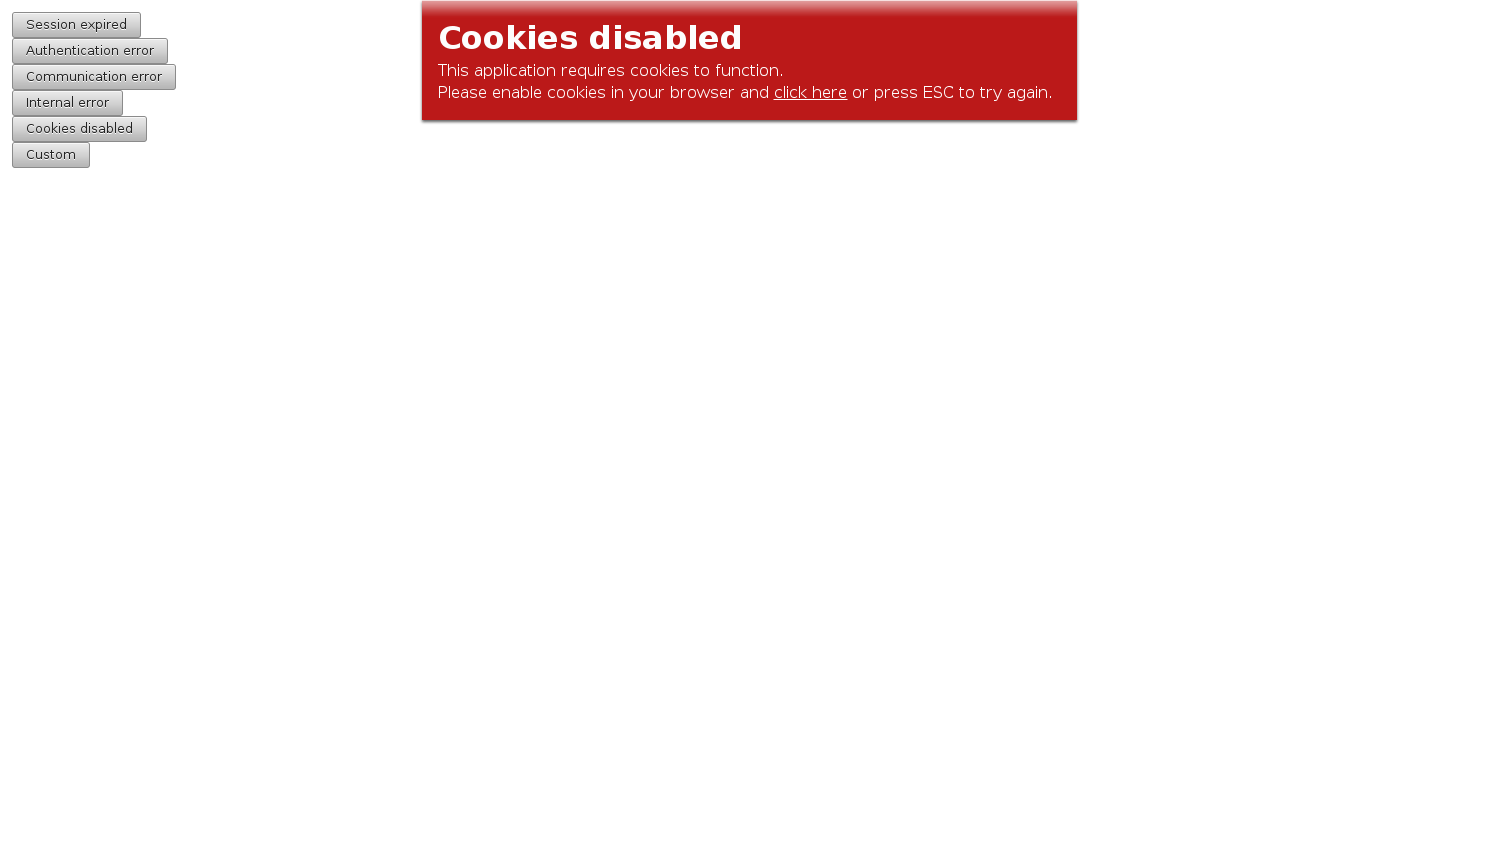 Session expired
Authentication error
Communication error
Internal error
Cookies disabled
Custom
Cookies disabled
This application requires cookies to function.
Please enable cookies in your browser and click here or press ESC to try again.